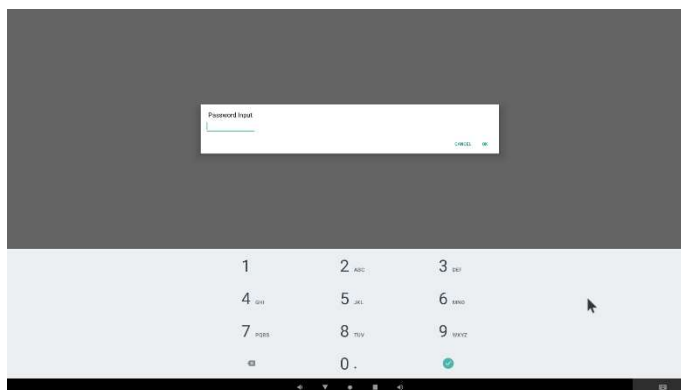 Password Input
CANCEL OK
1 2 ABC 3 DEF
4 GHI 5 JKL 6 MNO
7 PQRS 8 TUV 9 WXYZ
0 .